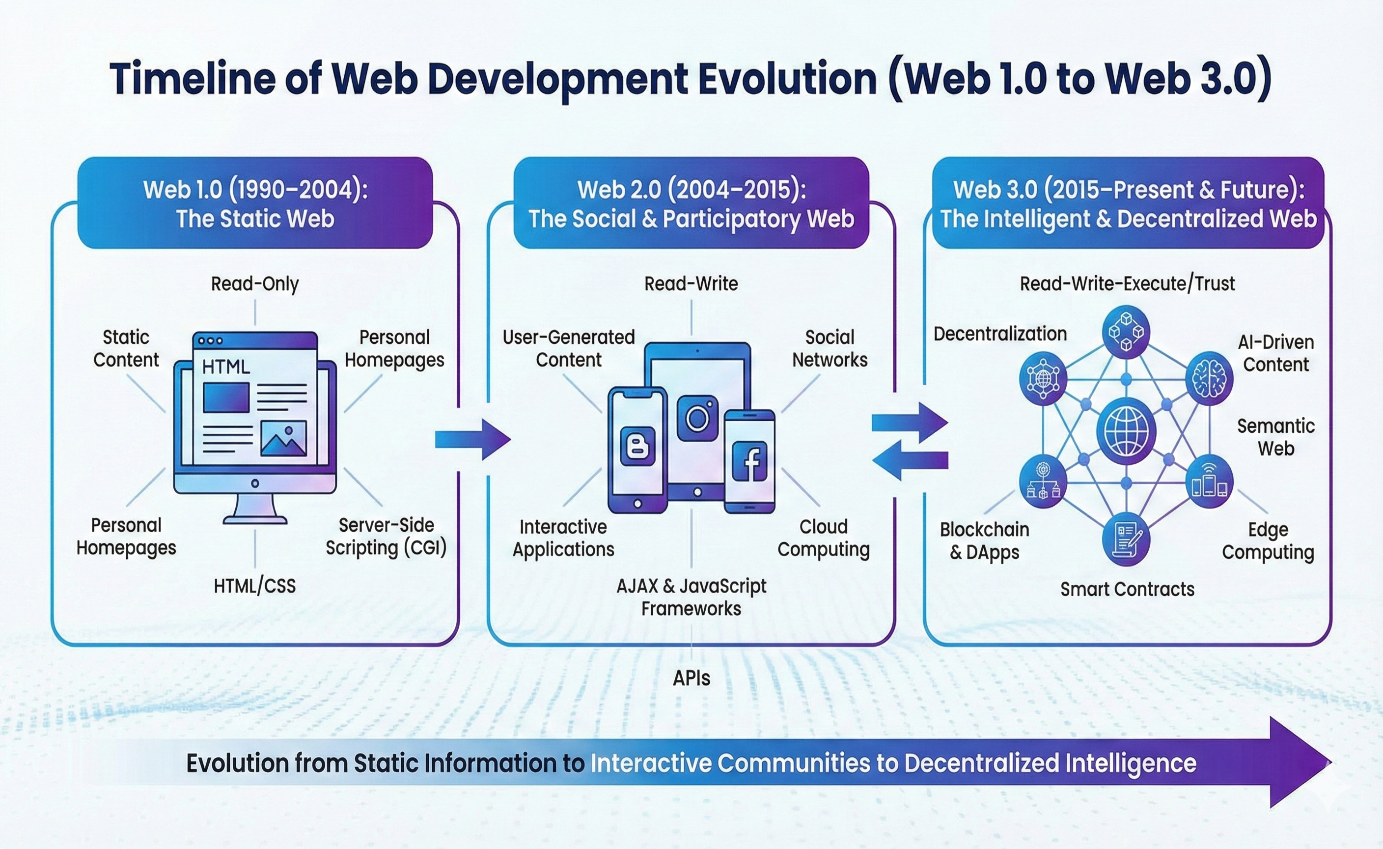 Timeline of Web Development Evolution (Web 1.0 to Web 3.0)
Web 1.0 (1990–2004):
The Static Web
Read-Only
Static
Content
Personal
Homepages
HTML
Personal
Homepages
Server-Side
Scripting (CGI)
HTML/CSS
Web 2.0 (2004–2015):
The Social & Participatory Web
Read-Write
User-Generated
Content
Social
Networks
Interactive
Applications
Cloud
Computing
AJAX & JavaScript
Frameworks
APIs
Web 3.0 (2015–Present & Future):
The Intelligent & Decentralized Web
Read-Write-Execute/Trust
Decentralization
AI-Driven
Content
Semantic
Web
Blockchain
& DApps
Edge
Computing
Smart Contracts
Evolution from Static Information to Interactive Communities to Decentralized Intelligence